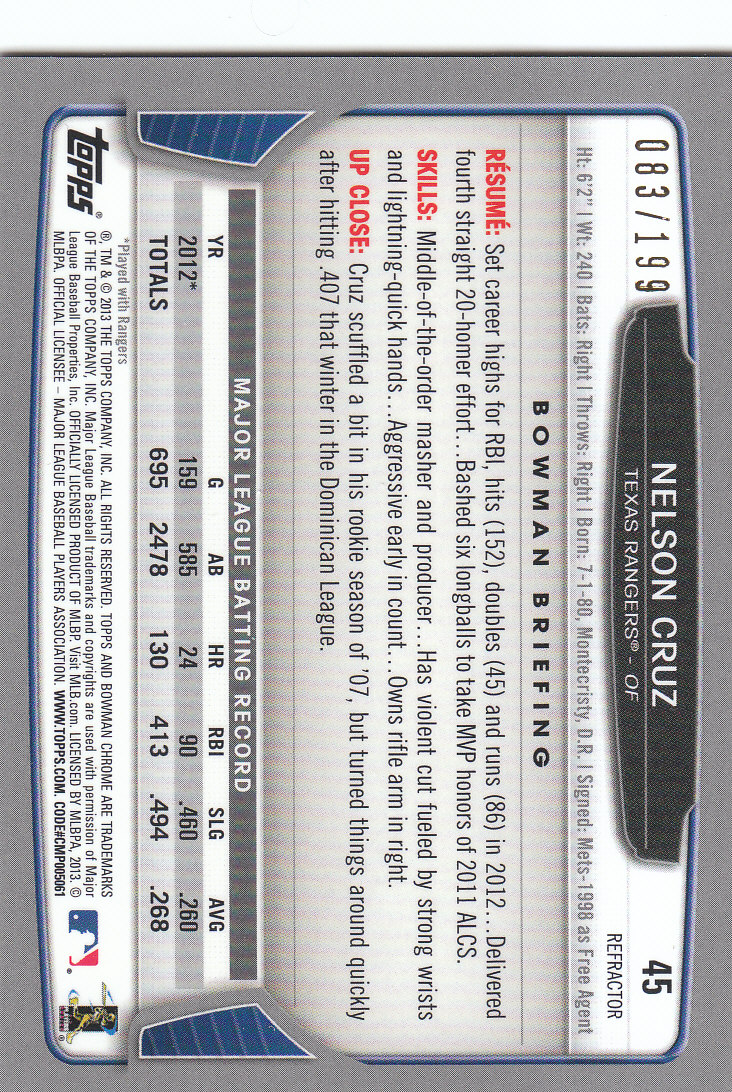 083/199
NELSON CRUZ
TEXAS RANGERS® - OF
45
REFRACTOR
Ht: 6'2" | Wt: 240 | Bats: Right | Throws: Right | Born: 7-1-80, Montecristy, D.R. | Signed: Mets-1998 as Free Agent
BOWMAN BRIEFING
RÉSUMÉ: Set career highs for RBI, hits (152), doubles (45) and runs (86) in 2012...Delivered
fourth straight 20-homer effort...Bashed six longballs to take MVP honors of 2011 ALCS.
SKILLS: Middle-of-the-order masher and producer...Has violent cut fueled by strong wrists
and lightning-quick hands...Aggressive early in count...Owns rifle arm in right.
UP CLOSE: Cruz scuffled a bit in his rookie season of '07, but turned things around quickly
after hitting .407 that winter in the Dominican League.
MAJOR LEAGUE BATTING RECORD
YR G AB HR RBI SLG AVG
2012* 159 585 24 90 .460 .260
TOTALS 695 2478 130 413 .494 .268
*Played with Rangers
topps®
®, TM & © 2013 THE TOPPS COMPANY, INC. ALL RIGHTS RESERVED. TOPPS AND BOWMAN CHROME ARE TRADEMARKS
OF THE TOPPS COMPANY, INC. Major League Baseball trademarks and copyrights are used with permission of Major
League Baseball Properties, Inc. OFFICIALLY LICENSED PRODUCT OF MLBP. Visit MLB.com. LICENSED BY MLBPA, 2013. ©
MLBPA. OFFICIAL LICENSEE – MAJOR LEAGUE BASEBALL PLAYERS ASSOCIATION. WWW.TOPPS.COM. CODE#CMP005061